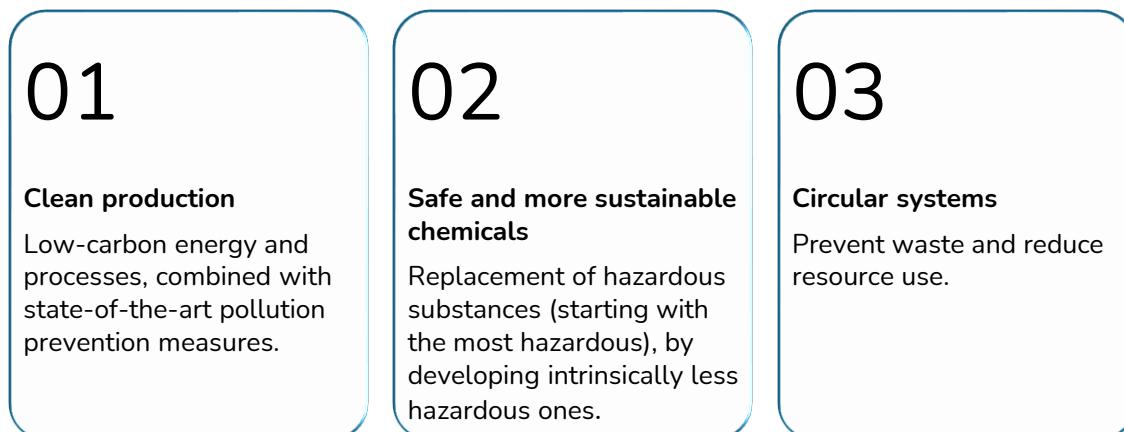 01
Clean production
Low-carbon energy and
processes, combined with
state-of-the-art pollution
prevention measures.
02
Safe and more sustainable
chemicals
Replacement of hazardous
substances (starting with
the most hazardous), by
developing intrinsically less
hazardous ones.
03
Circular systems
Prevent waste and reduce
resource use.